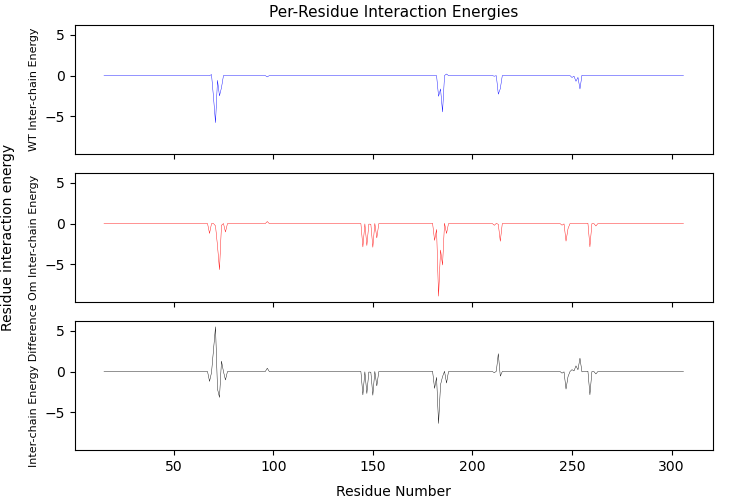 Per-Residue Interaction Energies
Residue interaction energy
WT Inter-chain Energy
5
0
−5
Om Inter-chain Energy
5
0
−5
Inter-chain Energy Difference
5
0
−5
50
100
150
200
250
300
Residue Number